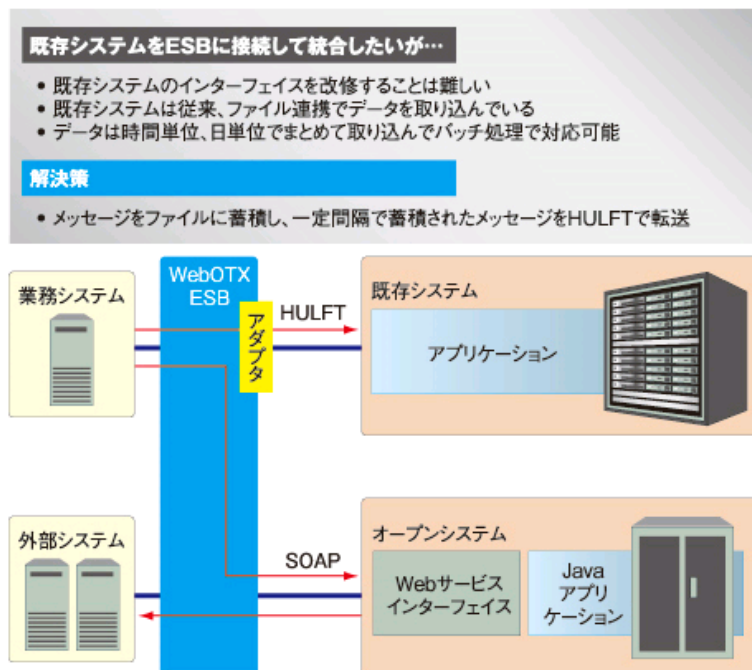 既存システムをESBに接続して統合したいが…
• 既存システムのインターフェイスを改修することは難しい
• 既存システムは従来、ファイル連携でデータを取り込んでいる
• データは時間単位、日単位でまとめて取り込んでバッチ処理で対応可能
解決策
• メッセージをファイルに蓄積し、一定間隔で蓄積されたメッセージをHULFTで転送
業務システム
WebOTX
ESB
アダプタ
HULFT
既存システム
アプリケーション
外部システム
SOAP
オープンシステム
Webサービス
インターフェイス
Java
アプリ
ケーション